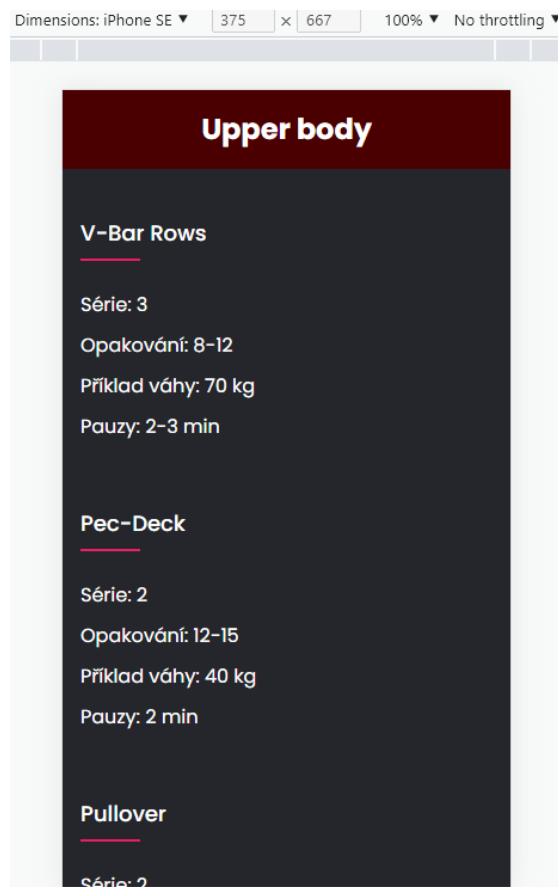 Dimensions: iPhone SE ▼ 375 × 667 100% ▼ No throttling ▼
Upper body
V-Bar Rows
Série: 3
Opakování: 8-12
Příklad váhy: 70 kg
Pauzy: 2-3 min
Pec-Deck
Série: 2
Opakování: 12-15
Příklad váhy: 40 kg
Pauzy: 2 min
Pullover
Série: 2